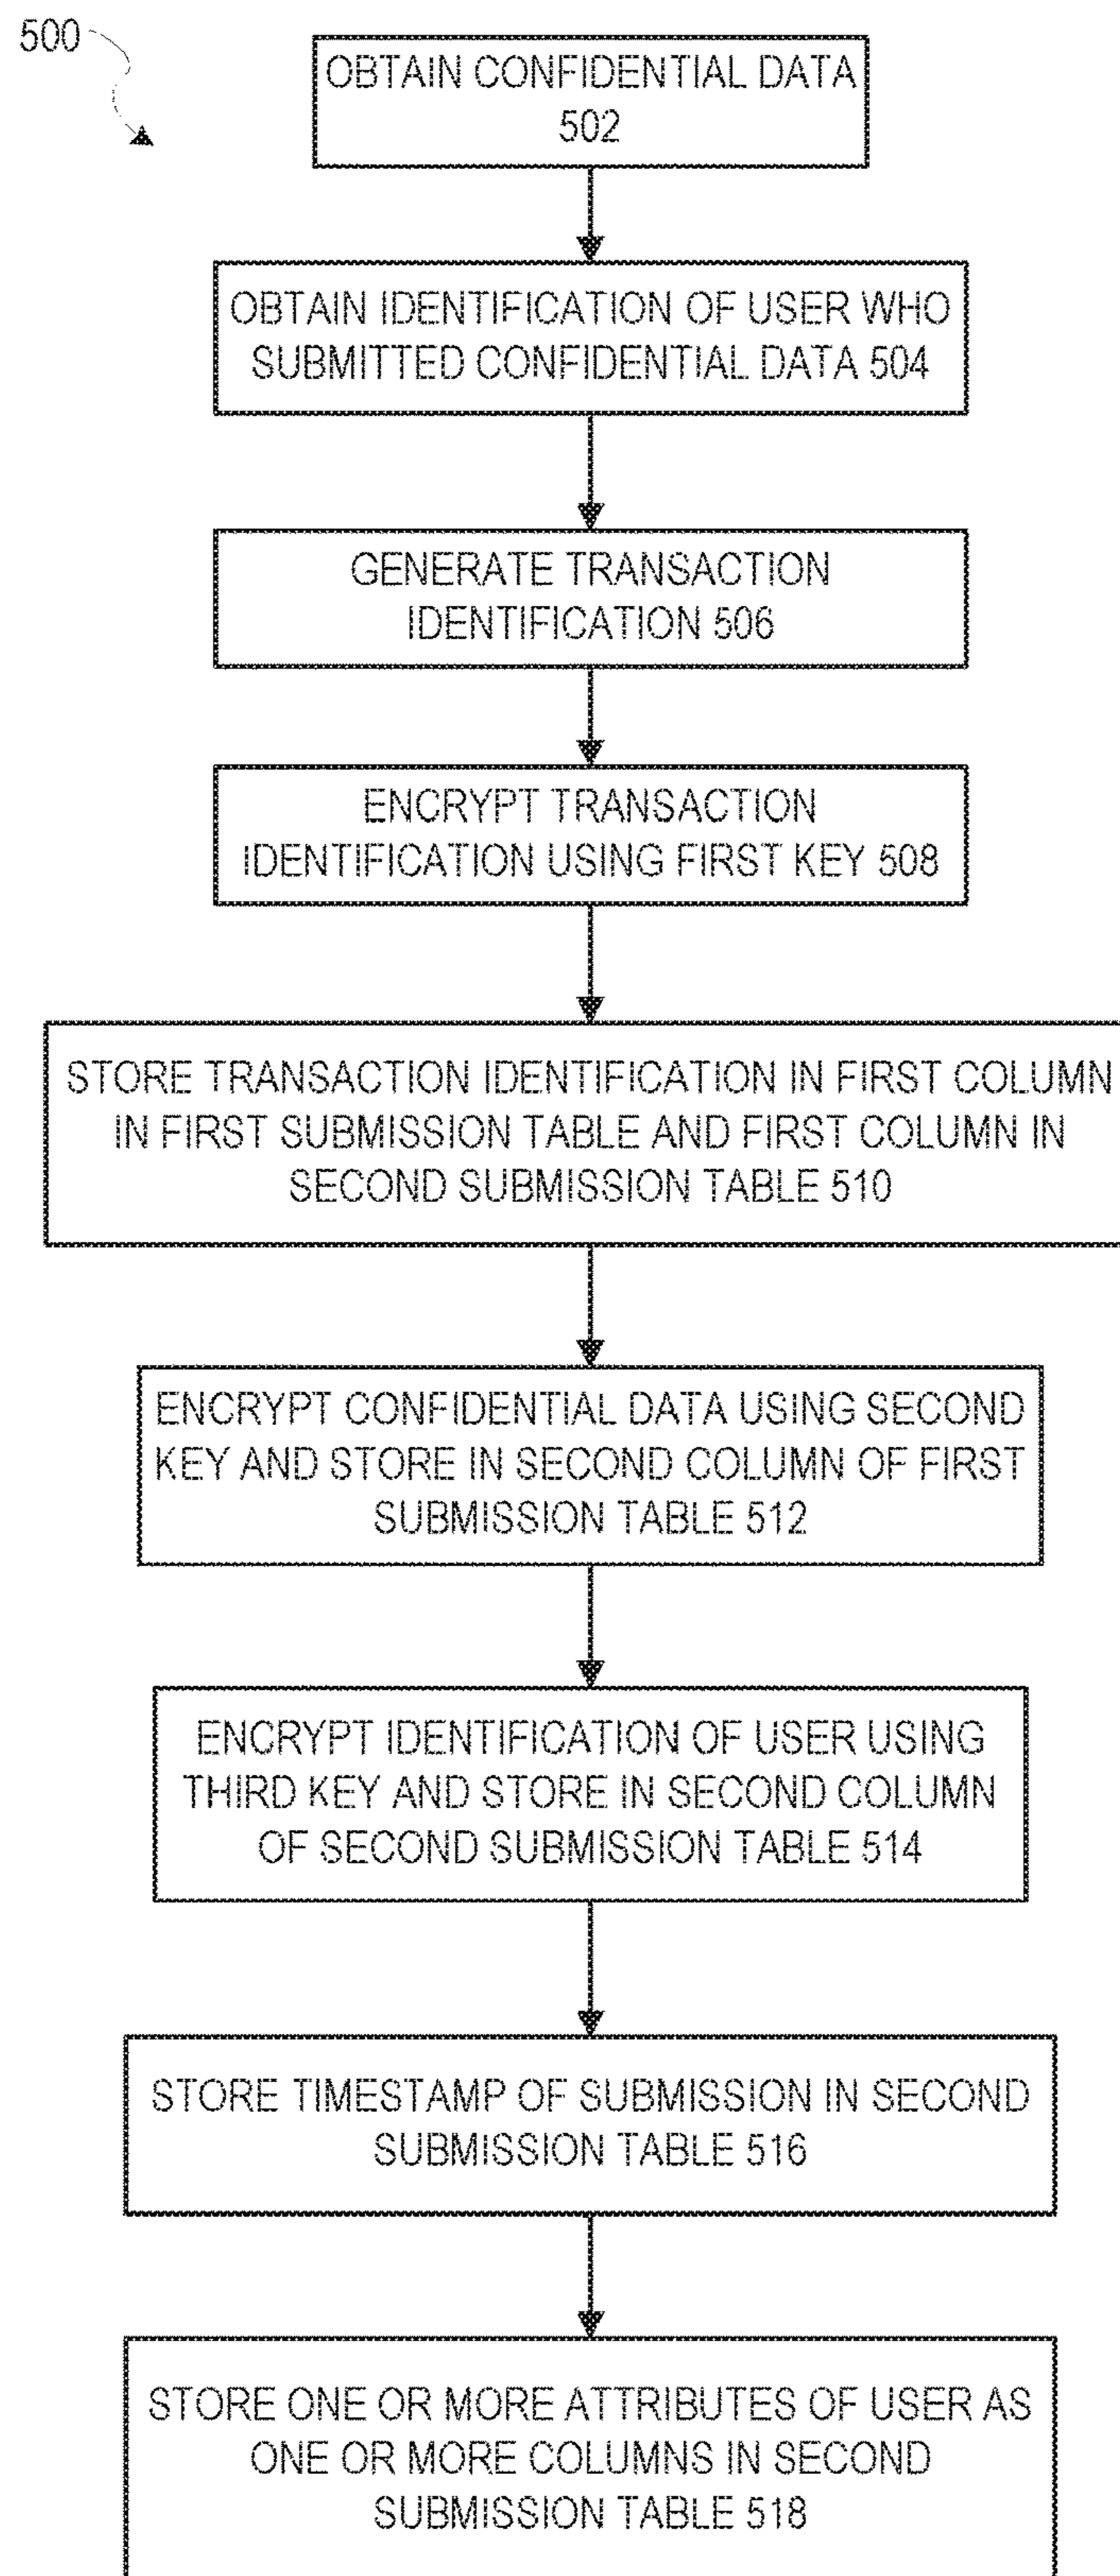 500
OBTAIN CONFIDENTIAL DATA
502
OBTAIN IDENTIFICATION OF USER WHO
SUBMITTED CONFIDENTIAL DATA 504
GENERATE TRANSACTION
IDENTIFICATION 506
ENCRYPT TRANSACTION
IDENTIFICATION USING FIRST KEY 508
STORE TRANSACTION IDENTIFICATION IN FIRST COLUMN
IN FIRST SUBMISSION TABLE AND FIRST COLUMN IN
SECOND SUBMISSION TABLE 510
ENCRYPT CONFIDENTIAL DATA USING SECOND
KEY AND STORE IN SECOND COLUMN OF FIRST
SUBMISSION TABLE 512
ENCRYPT IDENTIFICATION OF USER USING
THIRD KEY AND STORE IN SECOND COLUMN
OF SECOND SUBMISSION TABLE 514
STORE TIMESTAMP OF SUBMISSION IN SECOND
SUBMISSION TABLE 516
STORE ONE OR MORE ATTRIBUTES OF USER AS
ONE OR MORE COLUMNS IN SECOND
SUBMISSION TABLE 518